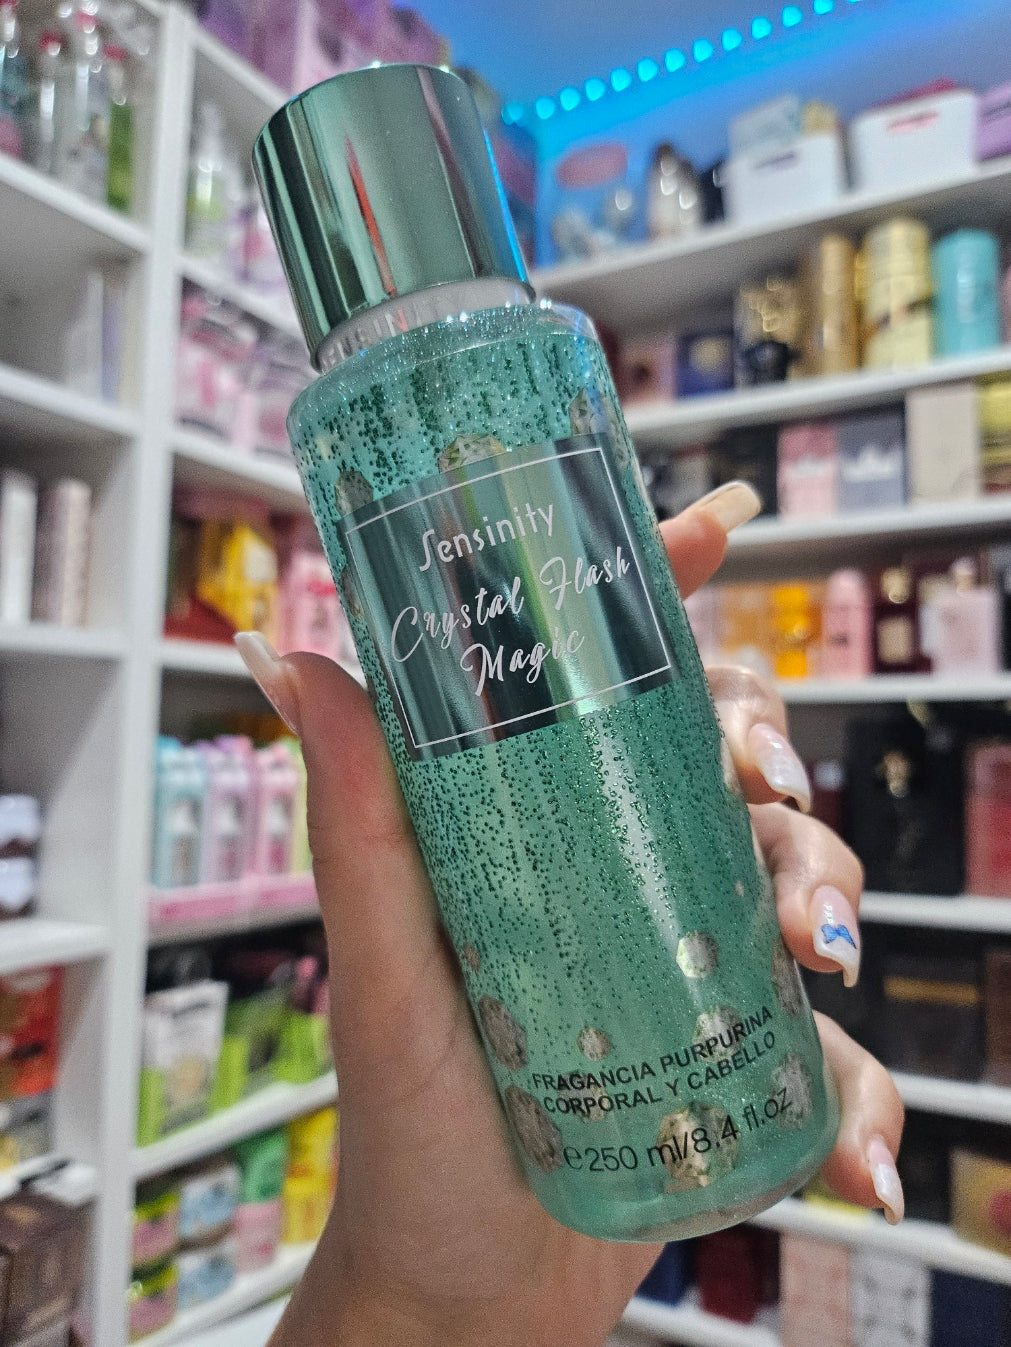 Sensinity
Crystal Flash
Magic
FRAGANCIA PURPURINA
CORPORAL Y CABELLO
℮250 ml/8,4 fl.oz